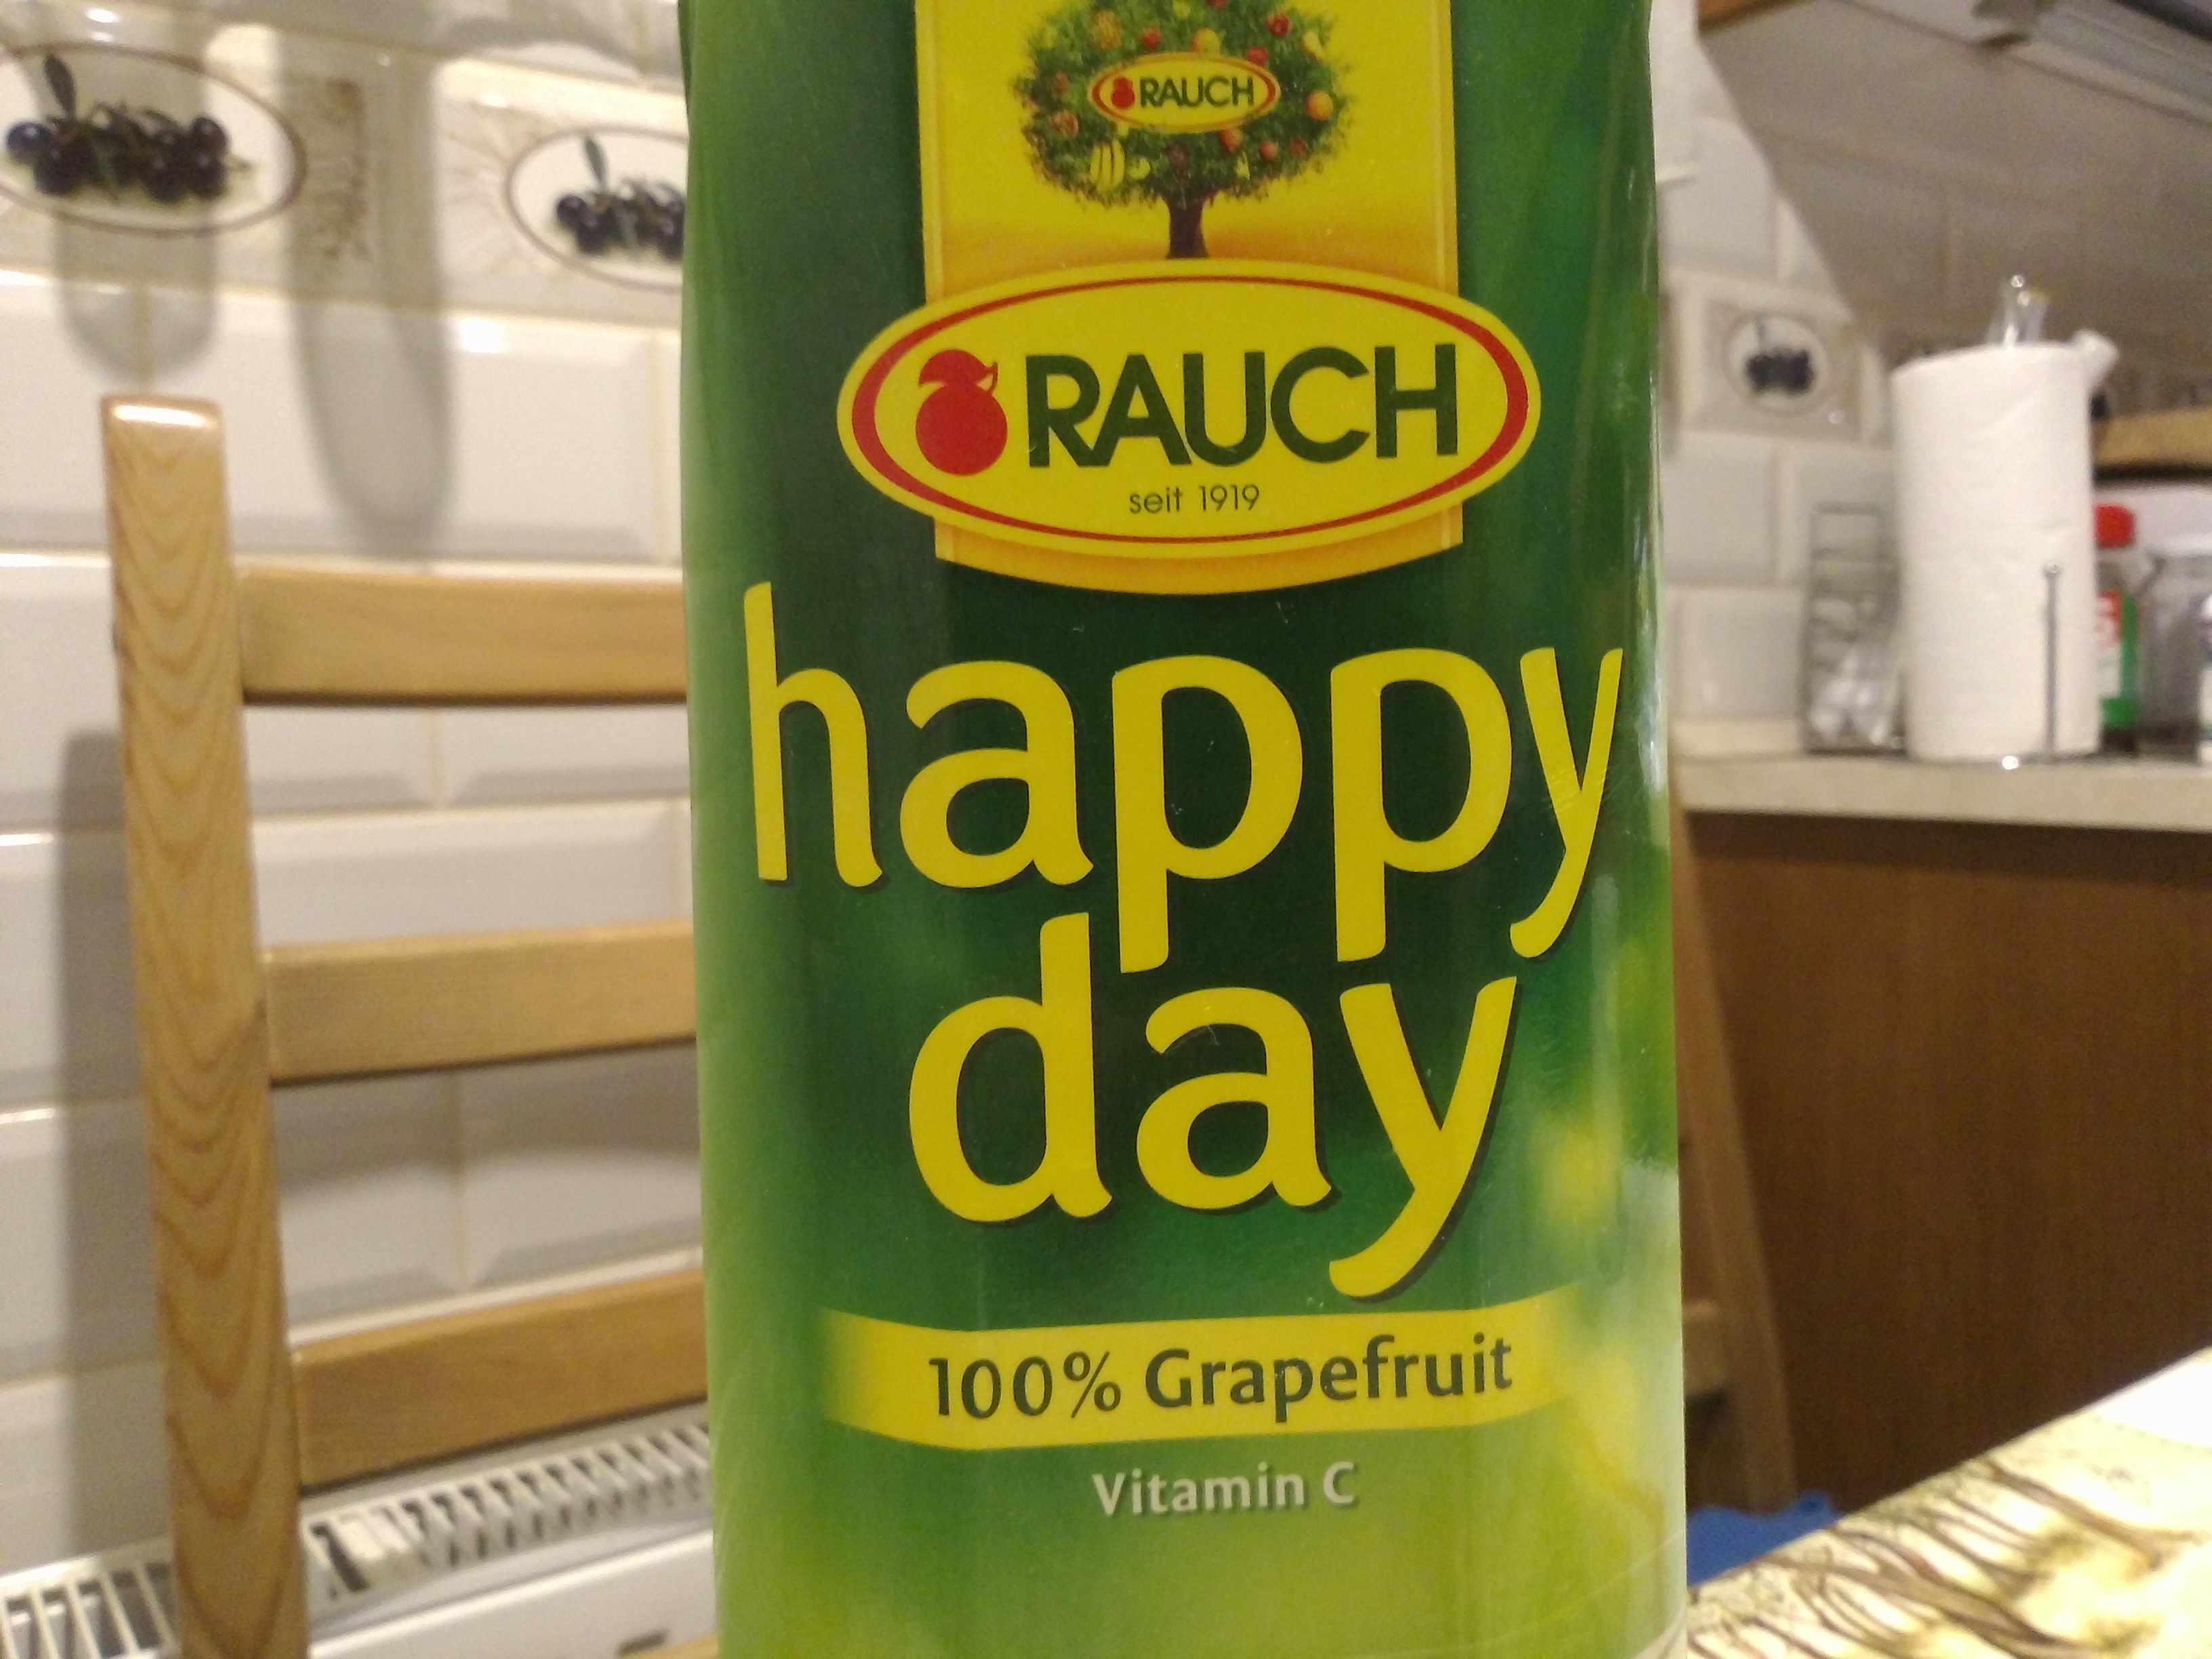 RAUCH
RAUCH
seit 1919
happy
day
100% Grapefruit
Vitamin C